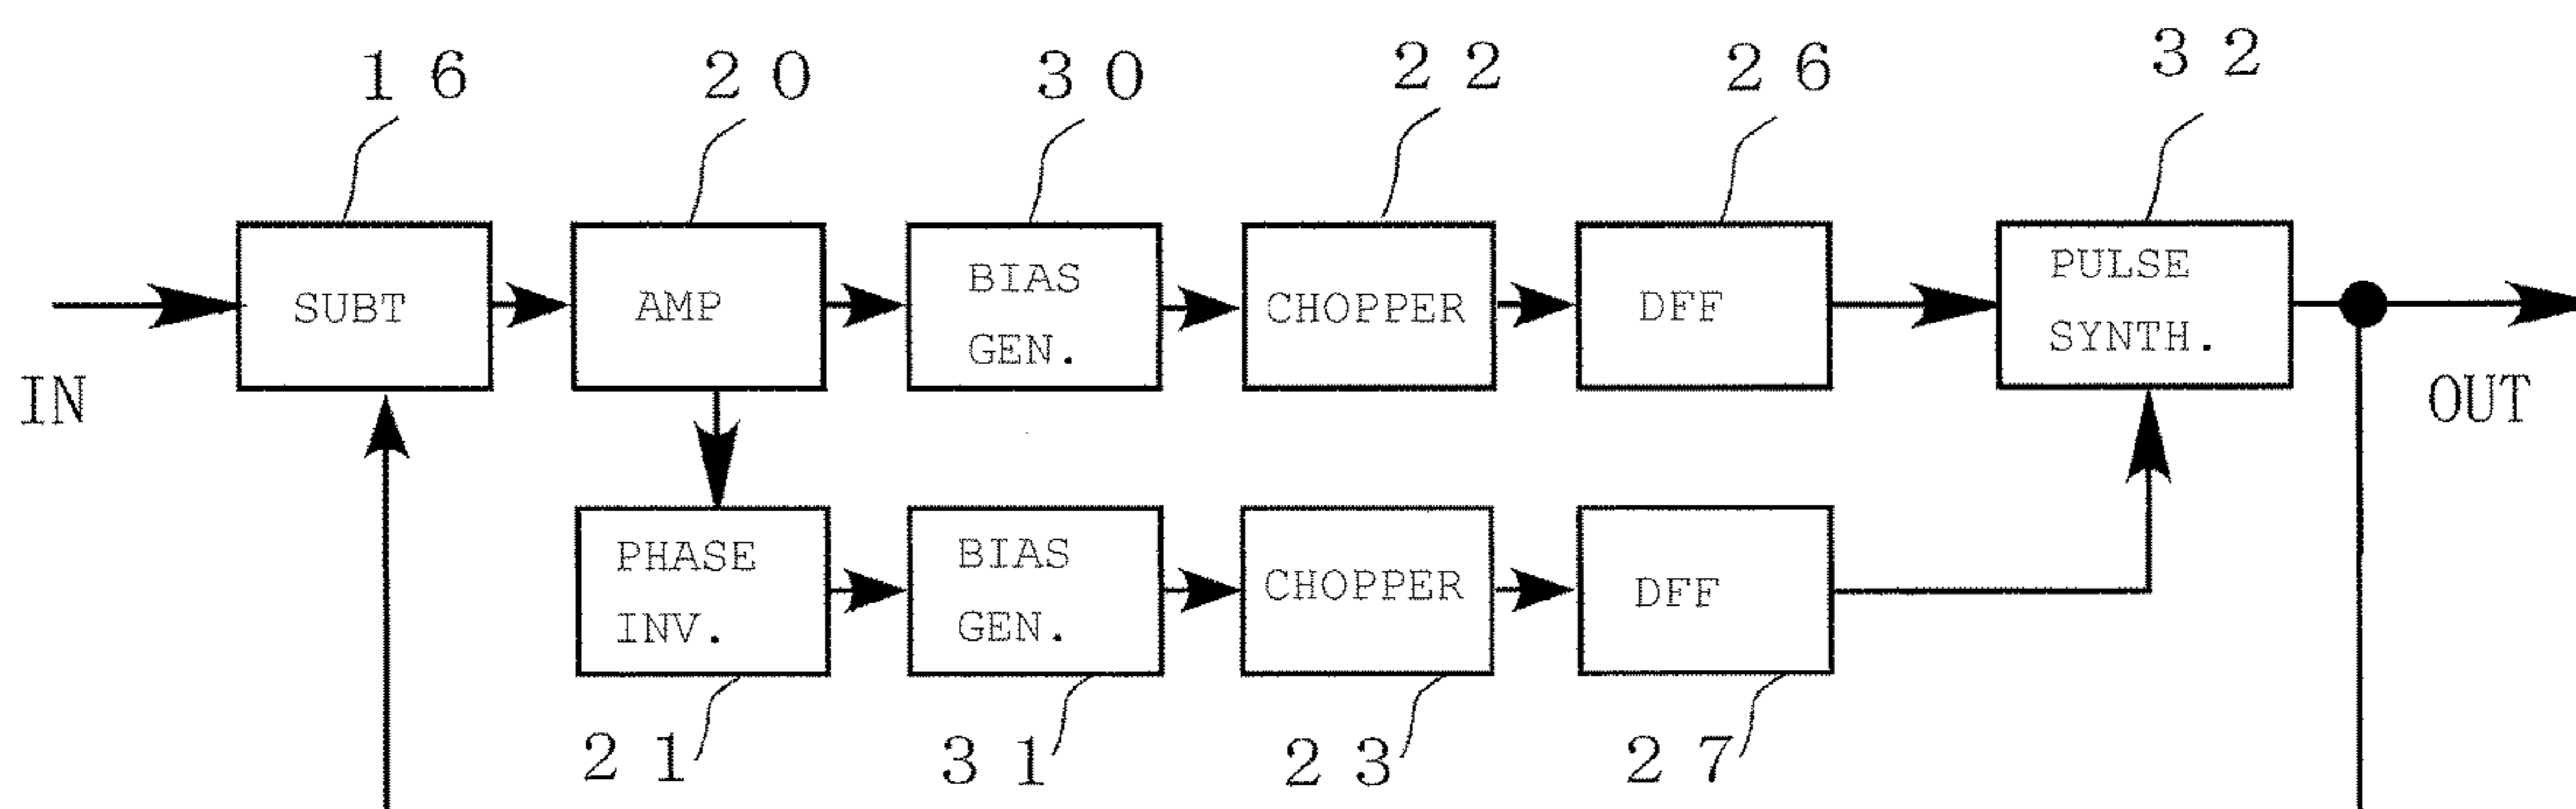 16
20
30
22
26
32
SUBT
AMP
BIAS
GEN.
CHOPPER
DFF
PULSE
SYNTH.
IN
OUT
PHASE
INV.
BIAS
GEN.
CHOPPER
DFF
21
31
23
27